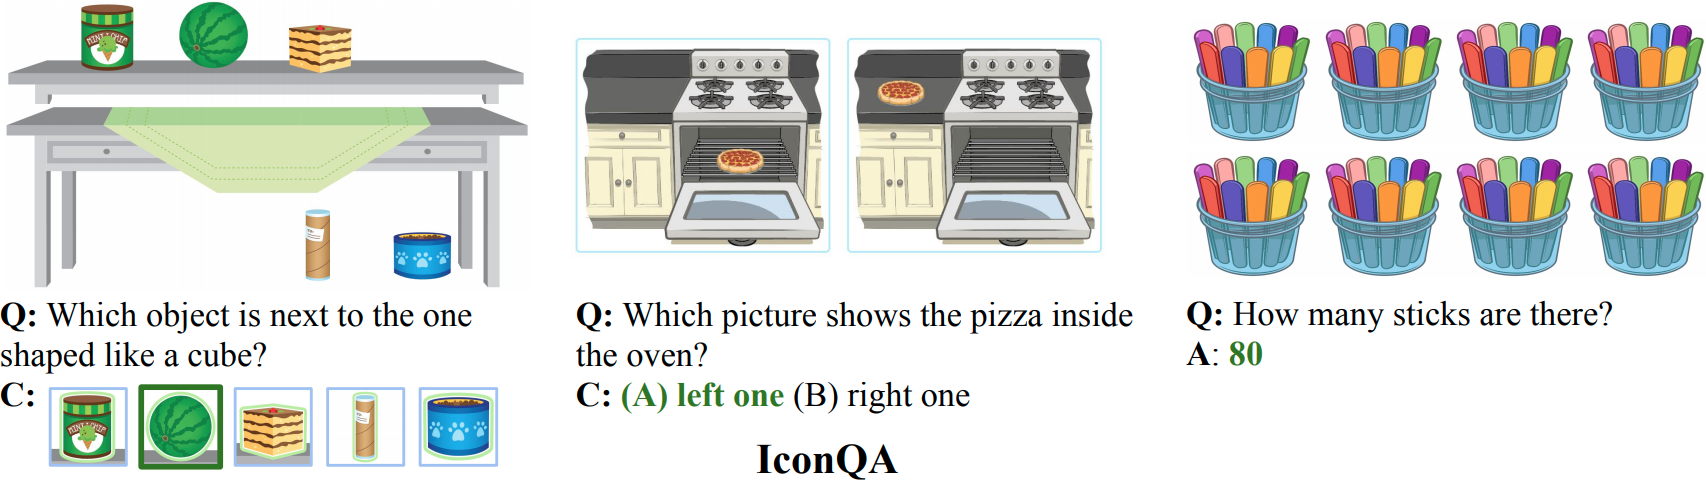 MINT CHIP
Q: Which object is next to the one
shaped like a cube?
C:
MINT CHIP
Q: Which picture shows the pizza inside
the oven?
C: (A) left one (B) right one
Q: How many sticks are there?
A: 80
IconQA